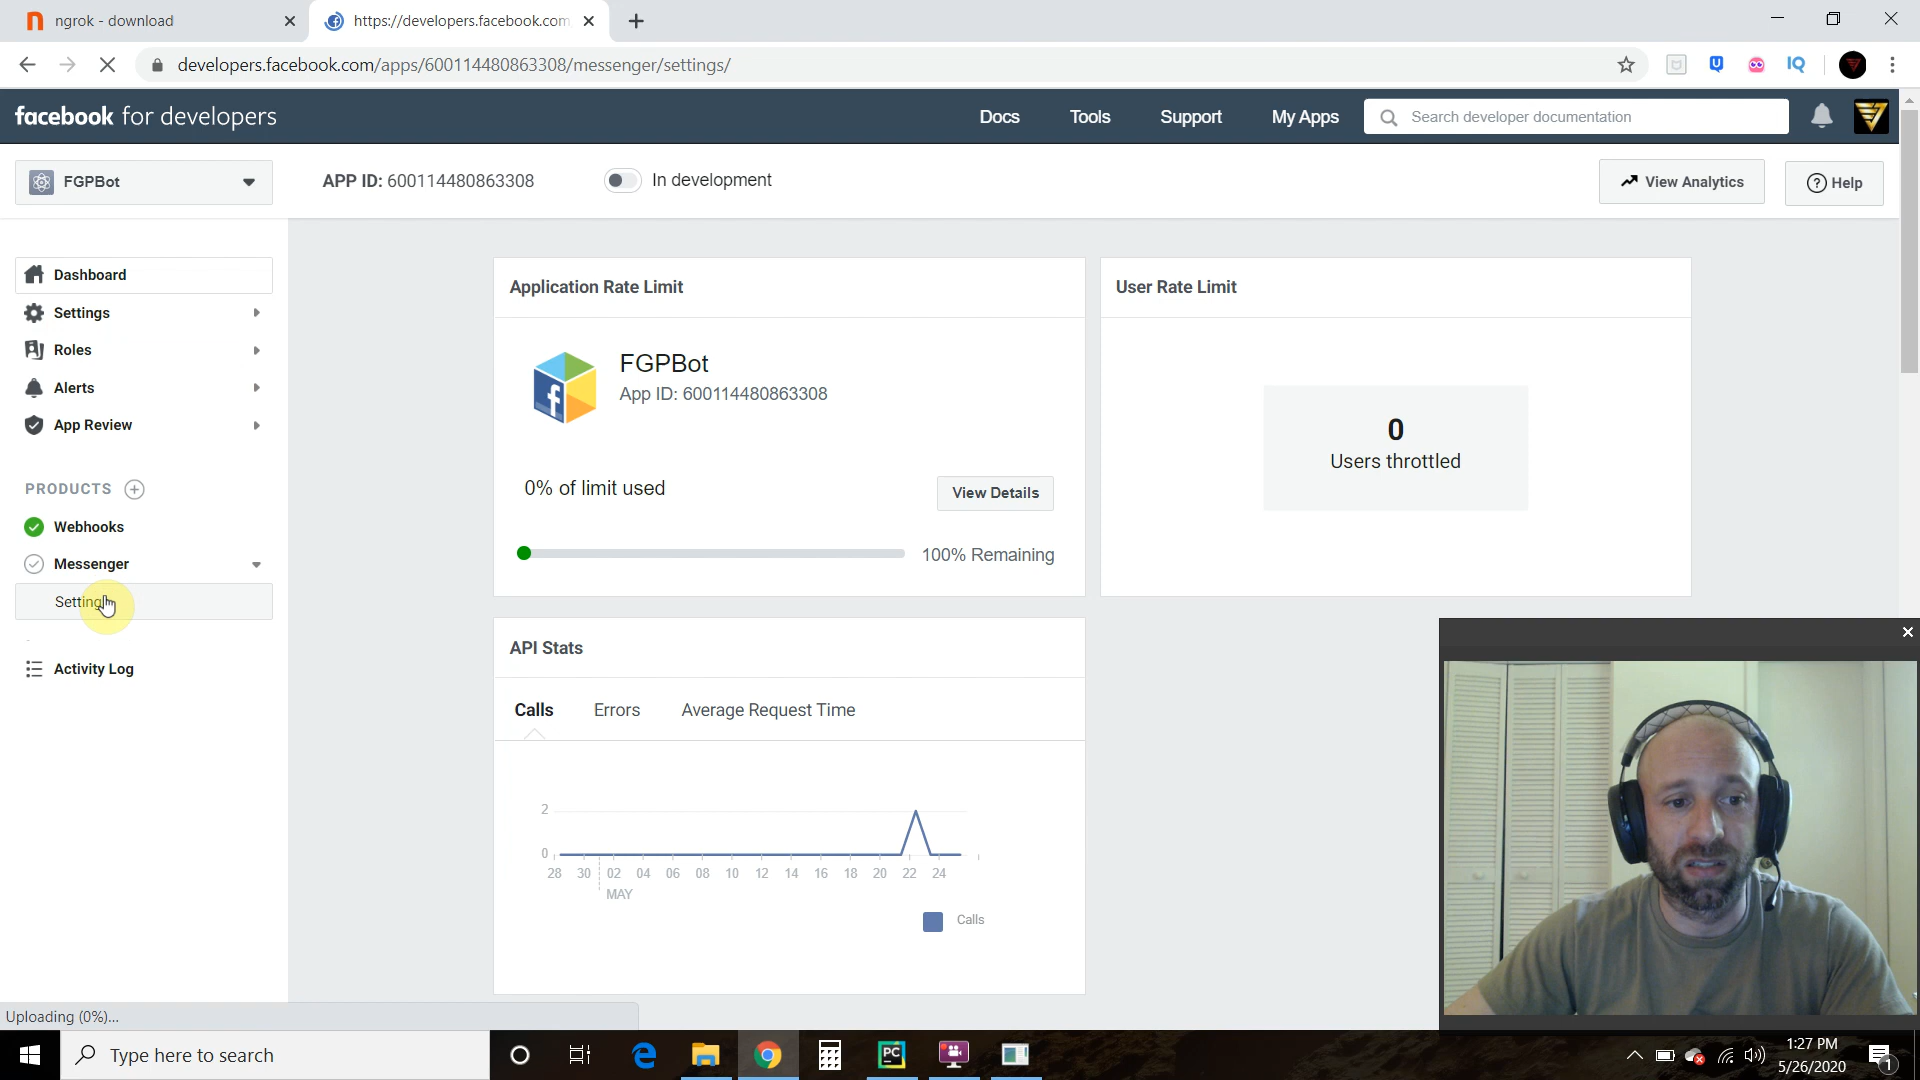 ngrok - download
https://developers.facebook.com
developers.facebook.com/apps/600114480863308/messenger/settings/
IQ
facebook for developers
Docs
Tools
Support
My Apps
Search developer documentation
FGPBot
APP ID: 600114480863308
In development
View Analytics
Help
Dashboard
Settings
Roles
Alerts
App Review
PRODUCTS
Webhooks
Messenger
Settings
Activity Log
Application Rate Limit
FGPBot
App ID: 600114480863308
0% of limit used
View Details
100% Remaining
User Rate Limit
0
Users throttled
API Stats
Calls
Errors
Average Request Time
2
0
28 30 02 04 06 08 10 12 14 16 18 20 22 24
MAY
Calls
Uploading (0%)...
Type here to search
PC
1:27 PM
5/26/2020
1